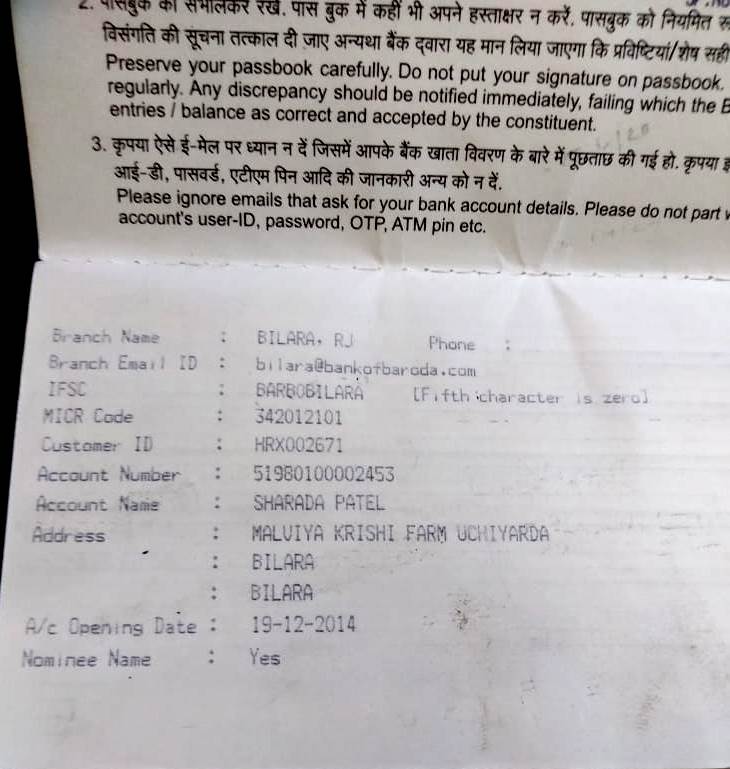 2. पासबुक को संभालकर रखें. पास बुक में कहीं भी अपने हस्ताक्षर न करें. पासबुक को नियमित
विसंगति की सूचना तत्काल दी जाए अन्यथा बैंक द्वारा यह मान लिया जाएगा कि प्रविष्टियां/शेष सही
Preserve your passbook carefully. Do not put your signature on passbook.
regularly. Any discrepancy should be notified immediately, failing which the B
entries / balance as correct and accepted by the constituent.
3. कृपया ऐसे ई-मेल पर ध्यान न दें जिसमें आपके बैंक खाता विवरण के बारे में पूछताछ की गई हो. कृपया
आई-डी, पासवर्ड, एटीएम पिन आदि की जानकारी अन्य को न दें.
Please ignore emails that ask for your bank account details. Please do not part
account's user-ID, password, OTP, ATM pin etc.
Branch Name : BILARA, RJ Phone :
Branch Email ID : bilara@bankofbaroda.com
IFSC : BARB0BILARA [Fifth character is zero]
MICR Code : 342012101
Customer ID : HRX002671
Account Number : 51980100002453
Account Name : SHARADA PATEL
Address : MALVIYA KRISHI FARM UCHIYARDA
: BILARA
: BILARA
A/c Opening Date : 19-12-2014
Nominee Name : Yes